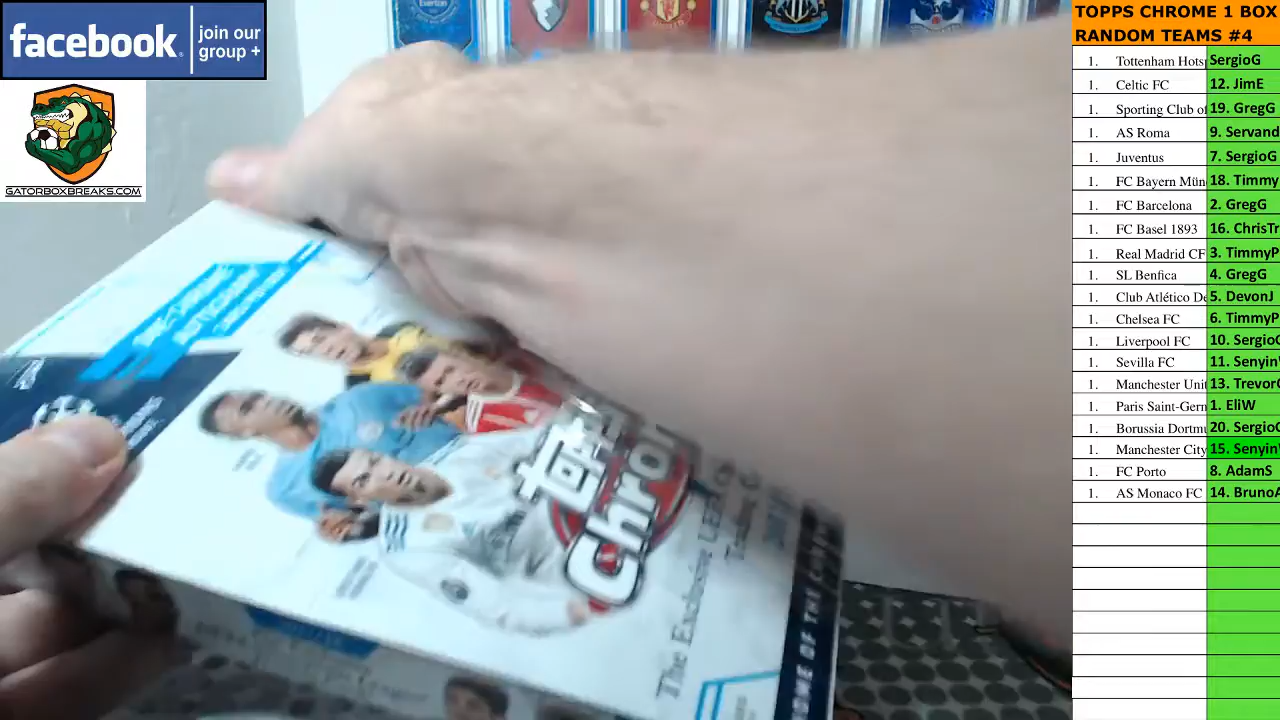 facebook
join our
group +
GATORBOXBREAKS.COM
Everton
TOPPS
Chrome
The Exclusive
HOME OF THE
TOPPS CHROME 1 BOX
RANDOM TEAMS #4
1. Tottenham Hots SergioG
1. Celtic FC 12. JimE
1. Sporting Club of 19. GregG
1. AS Roma 9. Servand
1. Juventus 7. SergioG
1. FC Bayern Mün 18. Timmy
1. FC Barcelona 2. GregG
1. FC Basel 1893 16. ChrisTr
1. Real Madrid CF 3. TimmyP
1. SL Benfica 4. GregG
1. Club Atlético De 5. DevonJ
1. Chelsea FC 6. TimmyP
1. Liverpool FC 10. SergioG
1. Sevilla FC 11. Senyin
1. Manchester Unit 13. TrevorC
1. Paris Saint-Germ 1. EliW
1. Borussia Dortmu 20. SergioG
1. Manchester City 15. Senyin
1. FC Porto 8. AdamS
1. AS Monaco FC 14. BrunoA